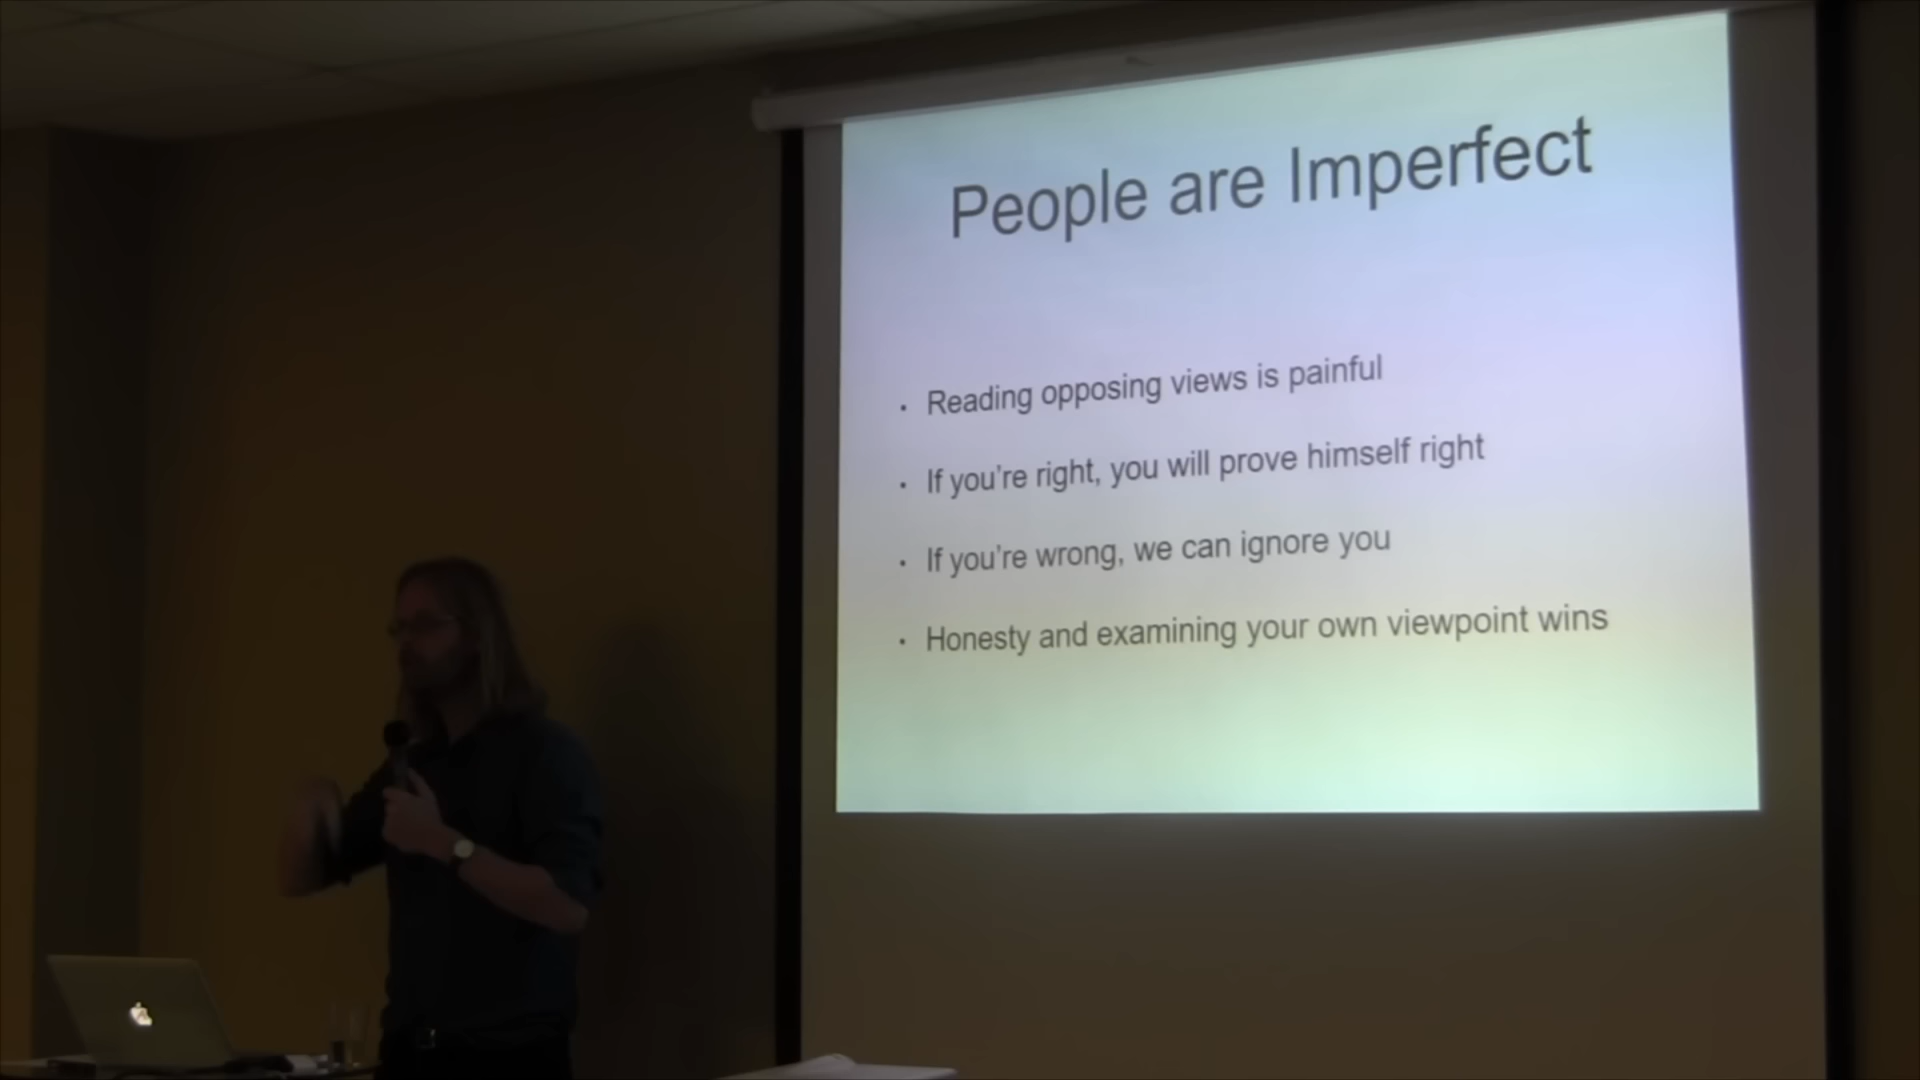 People are Imperfect
· Reading opposing views is painful
· If you're right, you will prove himself right
· If you're wrong, we can ignore you
· Honesty and examining your own viewpoint wins